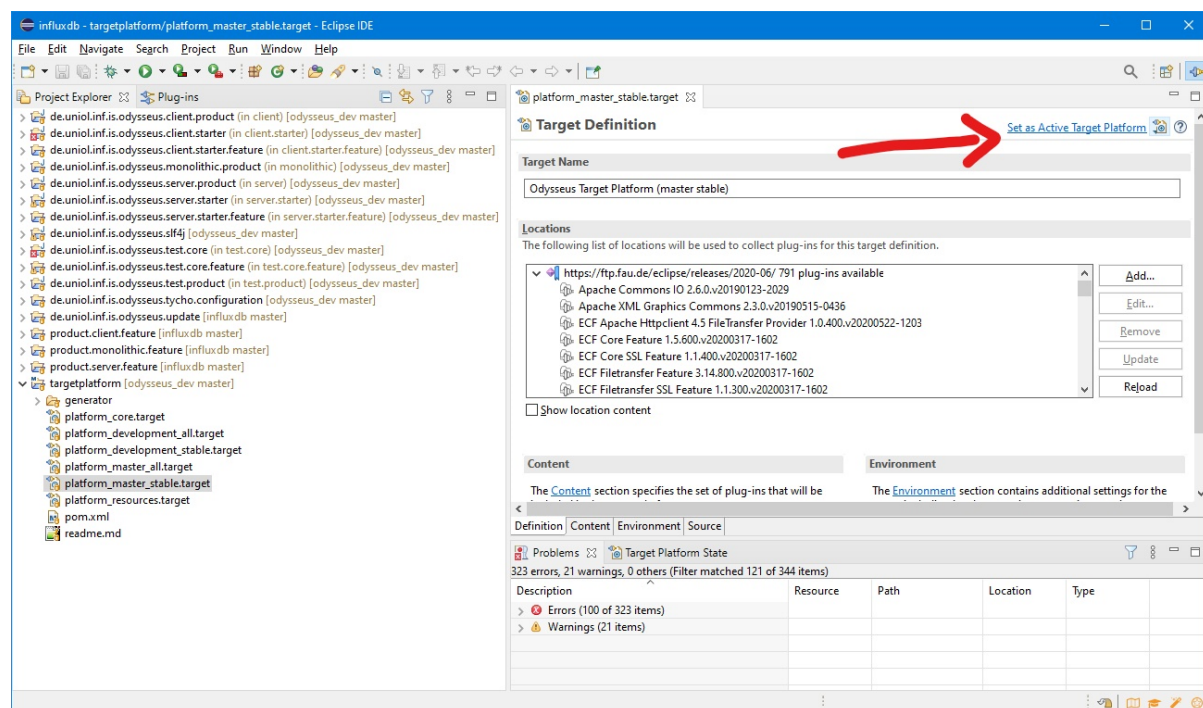 influxdb - targetplatform/platform_master_stable.target - Eclipse IDE
File Edit Navigate Search Project Run Window Help
Project Explorer Plug-ins
de.uniol.inf.is.odysseus.client.product (in client) [odysseus_dev master]
de.uniol.inf.is.odysseus.client.starter (in client.starter) [odysseus_dev master]
de.uniol.inf.is.odysseus.client.starter.feature (in client.starter.feature) [odysseus_dev master]
de.uniol.inf.is.odysseus.monolithic.product (in monolithic) [odysseus_dev master]
de.uniol.inf.is.odysseus.server.product (in server) [odysseus_dev master]
de.uniol.inf.is.odysseus.server.starter (in server.starter) [odysseus_dev master]
de.uniol.inf.is.odysseus.server.starter.feature (in server.starter.feature) [odysseus_dev master]
de.uniol.inf.is.odysseus.slf4j [odysseus_dev master]
de.uniol.inf.is.odysseus.test.core (in test.core) [odysseus_dev master]
de.uniol.inf.is.odysseus.test.core.feature (in test.core.feature) [odysseus_dev master]
de.uniol.inf.is.odysseus.test.product (in test.product) [odysseus_dev master]
de.uniol.inf.is.odysseus.tycho.configuration [odysseus_dev master]
de.uniol.inf.is.odysseus.update [influxdb master]
product.client.feature [influxdb master]
product.monolithic.feature [influxdb master]
product.server.feature [influxdb master]
targetplatform [odysseus_dev master]
generator
platform_core.target
platform_development_all.target
platform_development_stable.target
platform_master_all.target
platform_master_stable.target
platform_resources.target
pom.xml
readme.md
platform_master_stable.target
Target Definition
Set as Active Target Platform
Target Name
Odysseus Target Platform (master stable)
Locations
The following list of locations will be used to collect plug-ins for this target definition.
https://ftp.fau.de/eclipse/releases/2020-06/ 791 plug-ins available
Apache Commons IO 2.6.0.v20190123-2029
Apache XML Graphics Commons 2.3.0.v20190515-0436
ECF Apache Httpclient 4.5 FileTransfer Provider 1.0.400.v20200522-1203
ECF Core Feature 1.5.600.v20200317-1602
ECF Core SSL Feature 1.1.400.v20200317-1602
ECF Filetransfer Feature 3.14.800.v20200317-1602
ECF Filetransfer SSL Feature 1.1.300.v20200317-1602
Add...
Edit...
Remove
Update
Reload
Show location content
Content
The Content section specifies the set of plug-ins that will be
Environment
The Environment section contains additional settings for the
Definition Content Environment Source
Problems Target Platform State
323 errors, 21 warnings, 0 others (Filter matched 121 of 344 items)
Description Resource Path Location Type
Errors (100 of 323 items)
Warnings (21 items)